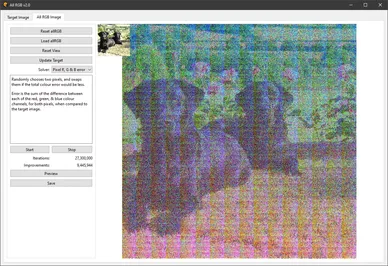 All RGB v2.0
Target Image
All RGB Image
Reset allRGB
Load allRGB
Reset View
Update Target
Solver: Pixel R, G & B error
Randomly chooses two pixels, and swaps
them if the total colour error would be less.
Error is the sum of the difference between
each of the red, green, & blue colour
channels, for both pixels, when compared to
the target image.
Start
Stop
Iterations: 27,300,000
Improvements: 8,440,944
Preview
Save